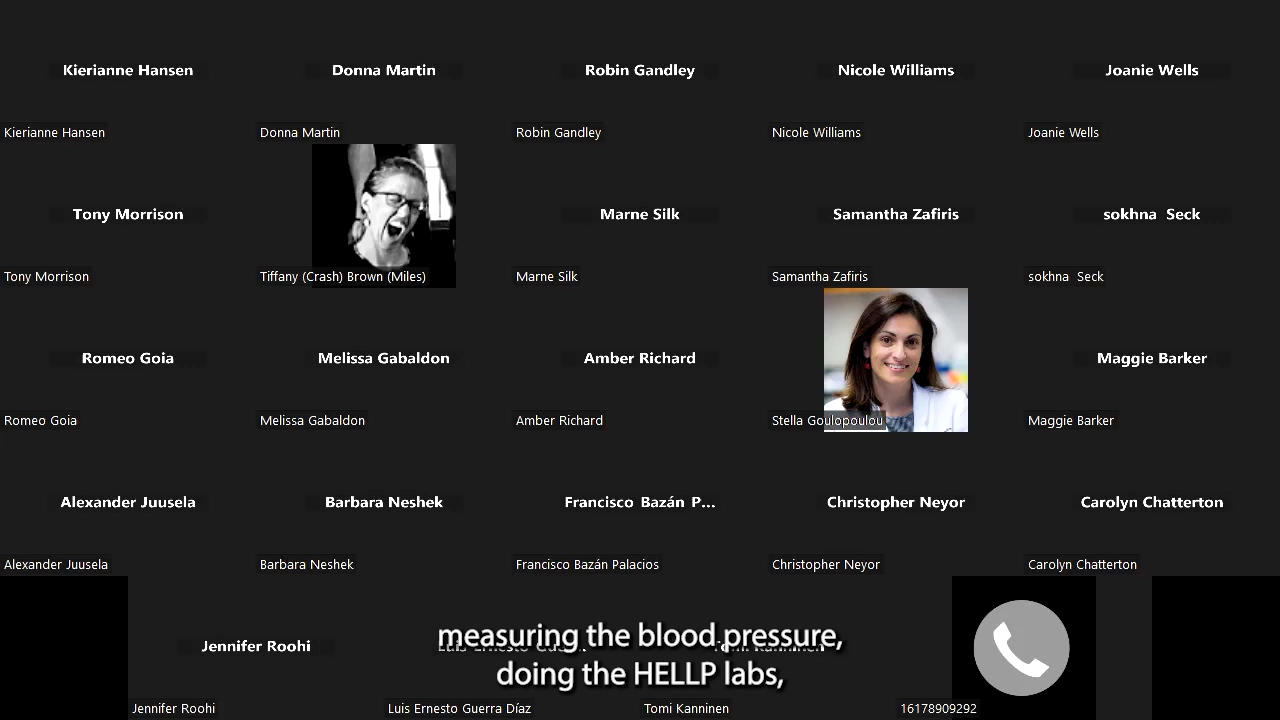 Kierianne Hansen
Donna Martin
Robin Gandley
Nicole Williams
Joanie Wells
Kierianne Hansen
Donna Martin
Robin Gandley
Nicole Williams
Joanie Wells
Tony Morrison
Marne Silk
Samantha Zafiris
sokhna Seck
Tony Morrison
Tiffany (Crash) Brown (Miles)
Marne Silk
Samantha Zafiris
sokhna Seck
Romeo Goia
Melissa Gabaldon
Amber Richard
Maggie Barker
Romeo Goia
Melissa Gabaldon
Amber Richard
Stella Goulopoulou
Maggie Barker
Alexander Juusela
Barbara Neshek
Francisco Bazán P...
Christopher Neyor
Carolyn Chatterton
Alexander Juusela
Barbara Neshek
Francisco Bazán Palacios
Christopher Neyor
Carolyn Chatterton
Jennifer Roohi
measuring the blood pressure,
doing the HELLP labs,
Jennifer Roohi
Luis Ernesto Guerra Díaz
Tomi Kanninen
16178909292